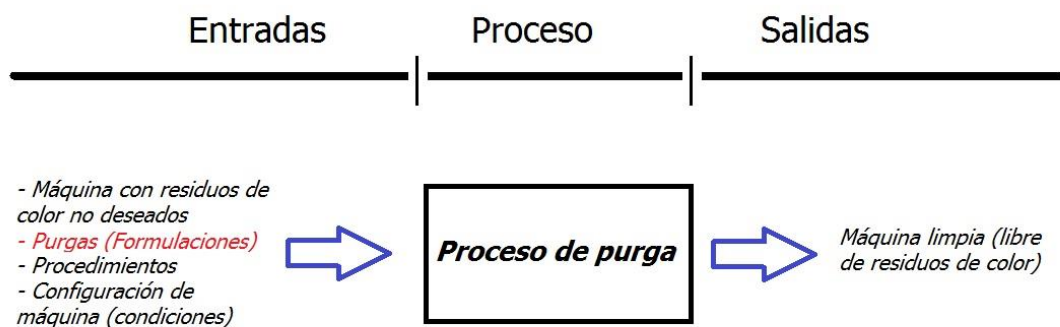 Entradas
Proceso
Salidas
- Máquina con residuos de
color no deseados
- Purgas (Formulaciones)
- Procedimientos
- Configuración de
máquina (condiciones)
Proceso de purga
Máquina limpia (libre
de residuos de color)